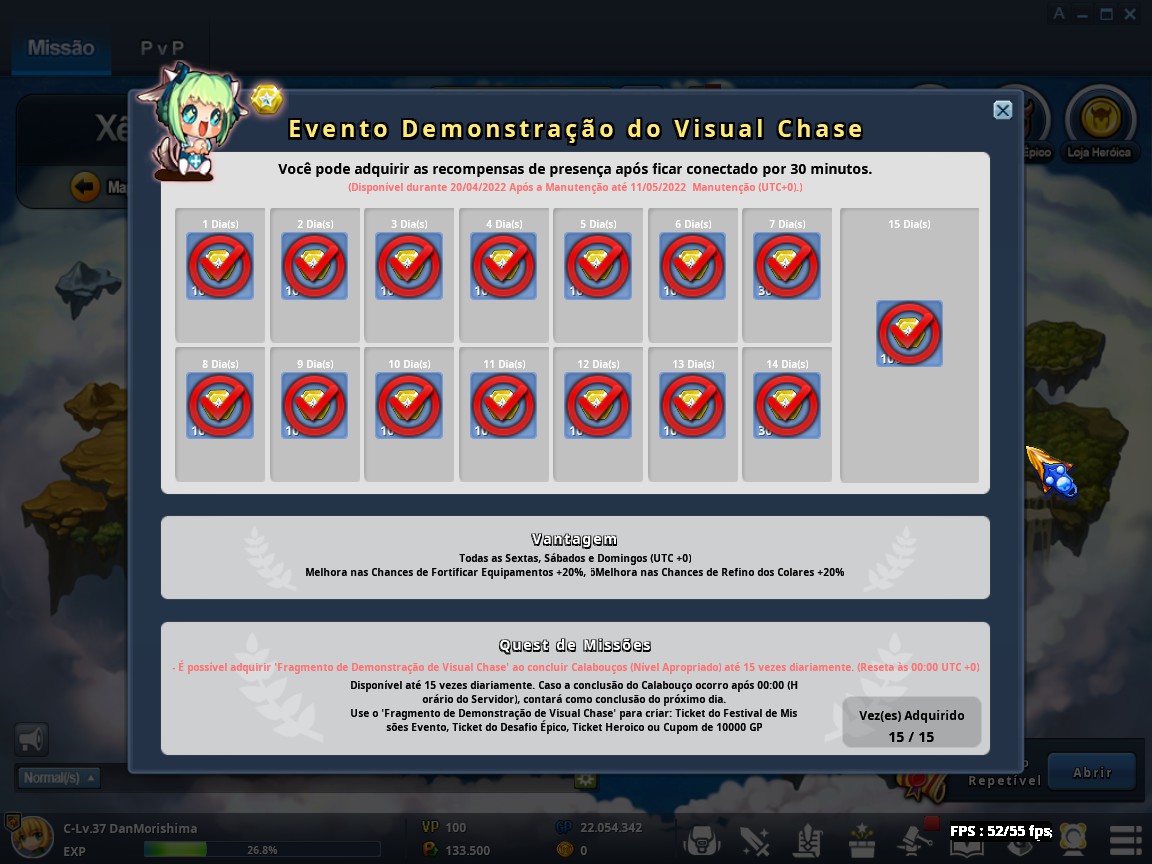 A
Missão
P v P
Xê
Evento Demonstração do Visual Chase
Você pode adquirir as recompensas de presença após ficar conectado por 30 minutos.
(Disponível durante 20/04/2022 Após a Manutenção até 11/05/2022 Manutenção (UTC+0).)
Épico
Loja Heróica
Ma
1 Dia(s)
2 Dia(s)
3 Dia(s)
4 Dia(s)
5 Dia(s)
6 Dia(s)
7 Dia(s)
15 Dia(s)
8 Dia(s)
9 Dia(s)
10 Dia(s)
11 Dia(s)
12 Dia(s)
13 Dia(s)
14 Dia(s)
Vantagem
Todas as Sextas, Sábados e Domingos (UTC +0)
Melhora nas Chances de Fortificar Equipamentos +20%, õMelhora nas Chances de Refino dos Colares +20%
Quest de Missões
- É possivel adquirir 'Fragmento de Demonstração de Visual Chase' ao concluir Calabouços (Nível Apropriado) até 15 vezes diariamente. (Reseta às 00:00 UTC +0)
Disponível até 15 vezes diariamente. Caso a conclusão do Calabouço ocorro após 00:00 (H
orário do Servidor), contará como conclusão do próximo dia.
Use o 'Fragmento de Demonstração de Visual Chase' para criar: Ticket do Festival de Mis
sões Evento, Ticket do Desafio Épico, Ticket Heroico ou Cupom de 10000 GP
Vez(es) Adquirido
15 / 15
Normal(/s)
Repetível
Abrir
C-Lv.37 DanMorishima
EXP
26.8%
VP 100
133.500
GP 22.054.342
0
FPS : 52/55 fps